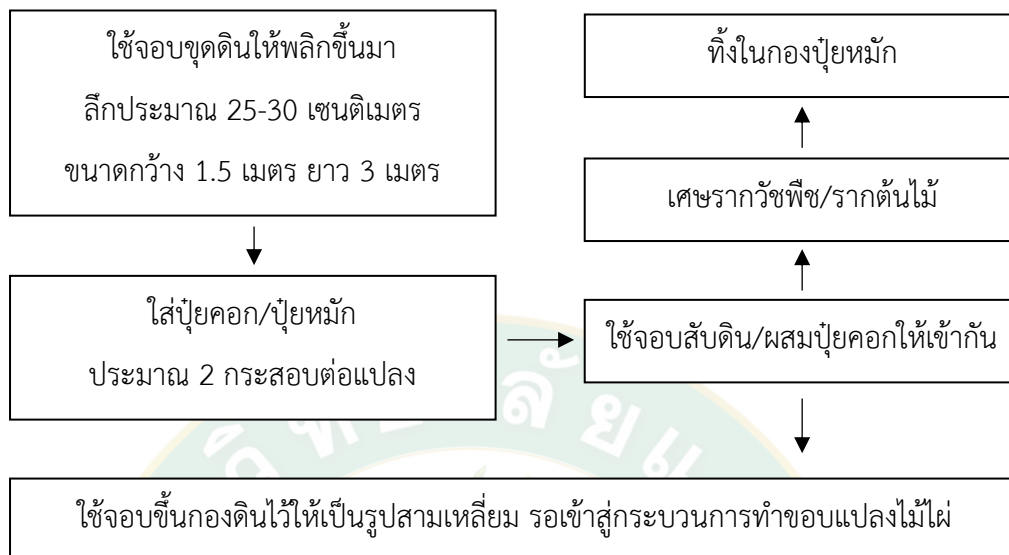 ใช้จอบขุดดินให้พลิกขึ้นมา
ลึกประมาณ 25-30 เซนติเมตร
ขนาดกว้าง 1.5 เมตร ยาว 3 เมตร
ใส่ปุ๋ยคอก/ปุ๋ยหมัก
ประมาณ 2 กระสอบต่อแปลง
ใช้จอบสับดิน/ผสมปุ๋ยคอกให้เข้ากัน
เศษรากวัชพืช/รากต้นไม้
ทิ้งในกองปุ๋ยหมัก
ใช้จอบขึ้นกองดินไว้ให้เป็นรูปสามเหลี่ยม รอเข้าสู่กระบวนการทำขอบแปลงไม้ไผ่